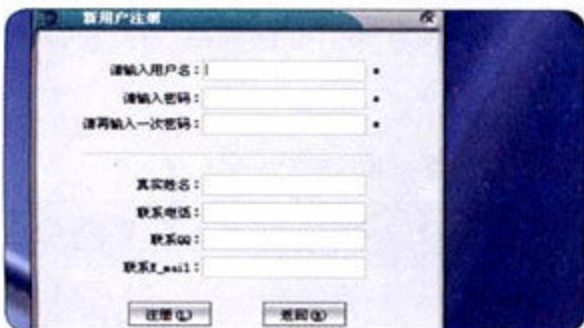 新用户注册
请输入用户名：
*
请输入密码：
*
请再输入一次密码：
*
真实姓名：
联系电话：
联系QQ：
联系E_mail：
注册(L)
返回(X)